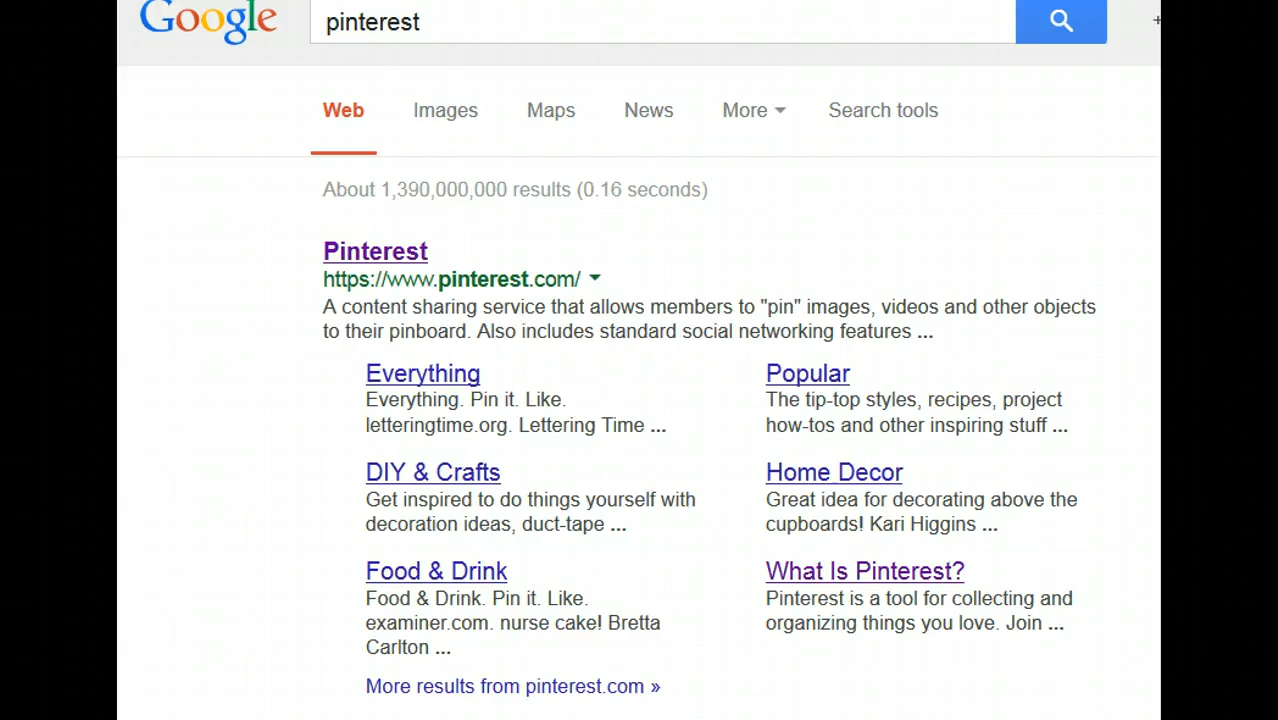 Google pinterest +
Web Images Maps News More Search tools
About 1,390,000,000 results (0.16 seconds)
Pinterest
https://www.pinterest.com/
A content sharing service that allows members to "pin" images, videos and other objects
to their pinboard. Also includes standard social networking features ...
Everything
Everything. Pin it. Like.
letteringtime.org. Lettering Time ...
Popular
The tip-top styles, recipes, project
how-tos and other inspiring stuff ...
DIY & Crafts
Get inspired to do things yourself with
decoration ideas, duct-tape ...
Home Decor
Great idea for decorating above the
cupboards! Kari Higgins ...
Food & Drink
Food & Drink. Pin it. Like.
examiner.com. nurse cake! Bretta
Carlton ...
What Is Pinterest?
Pinterest is a tool for collecting and
organizing things you love. Join ...
More results from pinterest.com »